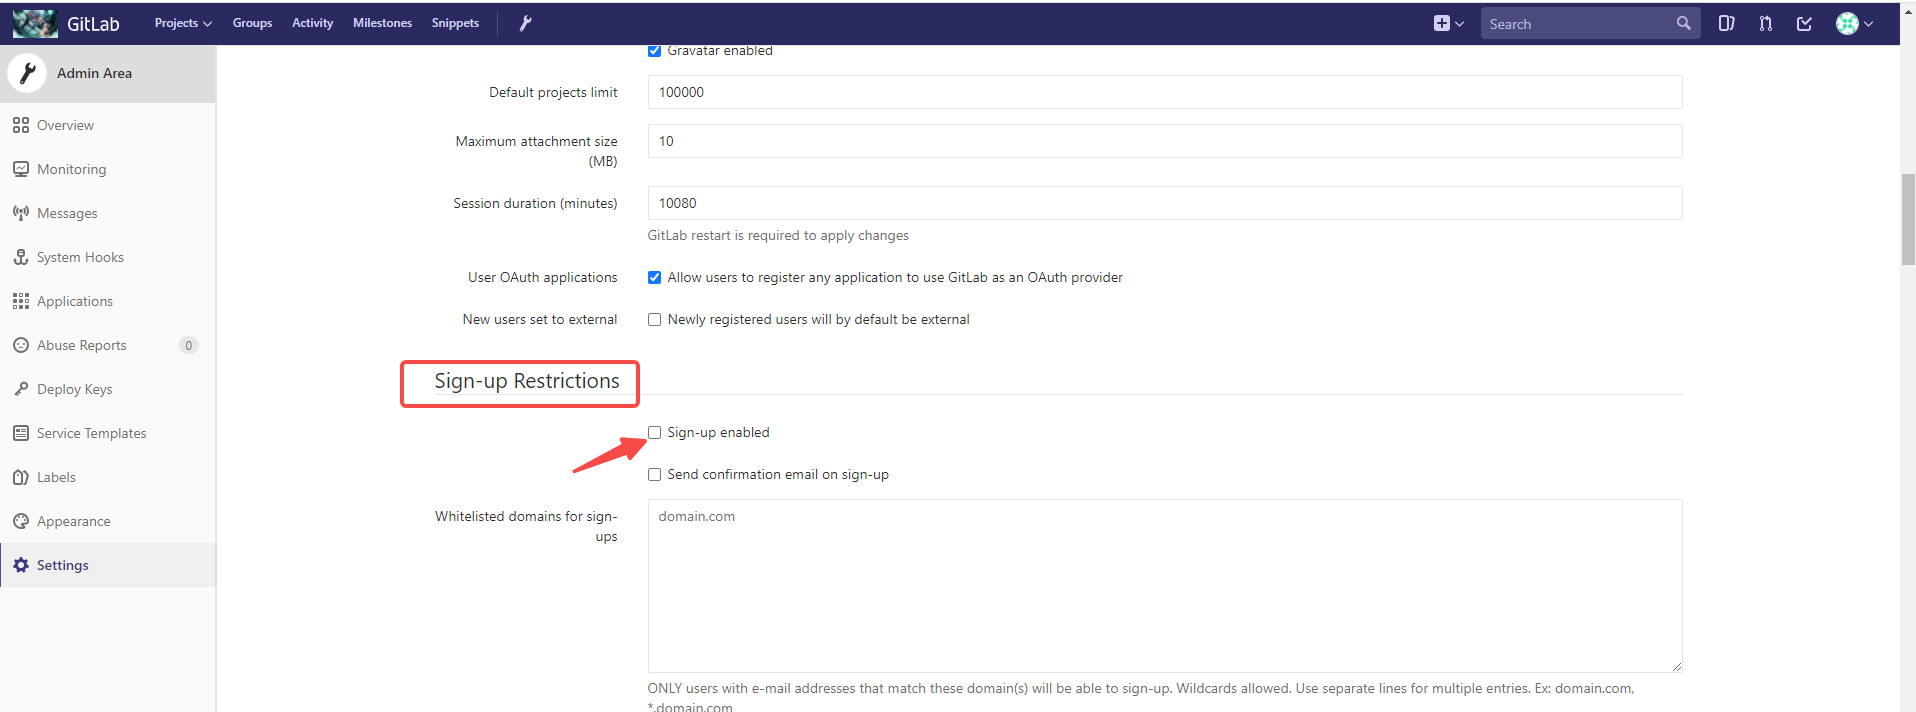 GitLab Projects Groups Activity Milestones Snippets Search
Admin Area
Overview
Monitoring
Messages
System Hooks
Applications
Abuse Reports 0
Deploy Keys
Service Templates
Labels
Appearance
Settings
Gravatar enabled
Default projects limit 100000
Maximum attachment size 10
(MB)
Session duration (minutes) 10080
GitLab restart is required to apply changes
User OAuth applications Allow users to register any application to use GitLab as an OAuth provider
New users set to external Newly registered users will by default be external
Sign-up Restrictions
Sign-up enabled
Send confirmation email on sign-up
Whitelisted domains for sign- domain.com
ups
ONLY users with e-mail addresses that match these domain(s) will be able to sign-up. Wildcards allowed. Use separate lines for multiple entries. Ex: domain.com,
*.domain.com